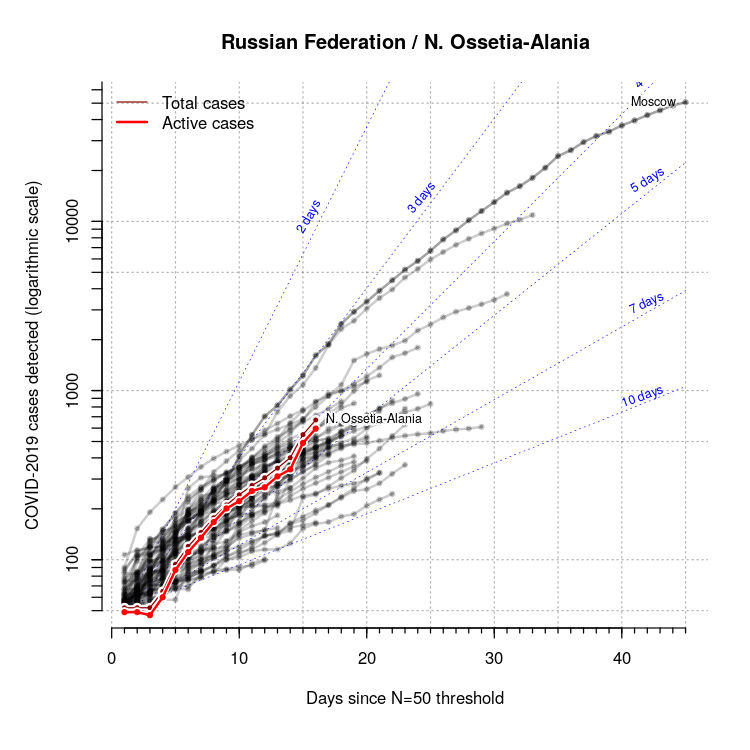 Russian Federation / N. Ossetia-Alania
Total cases
Active cases
COVID-2019 cases detected (logarithmic scale)
100
1000
10000
2 days
3 days
4
5 days
7 days
10 days
Moscow
N. Ossetia-Alania
0
10
20
30
40
Days since N=50 threshold